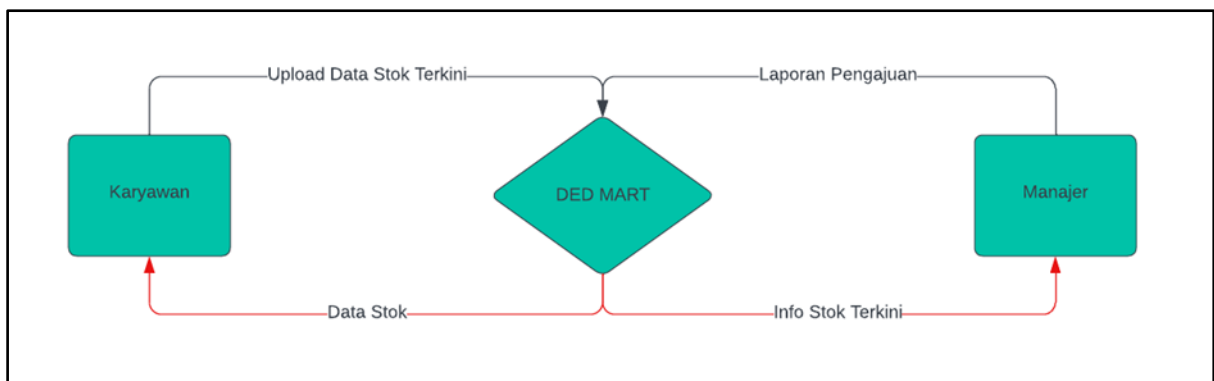 Upload Data Stok Terkini
Laporan Pengajuan
Karyawan
DED MART
Manajer
Data Stok
Info Stok Terkini